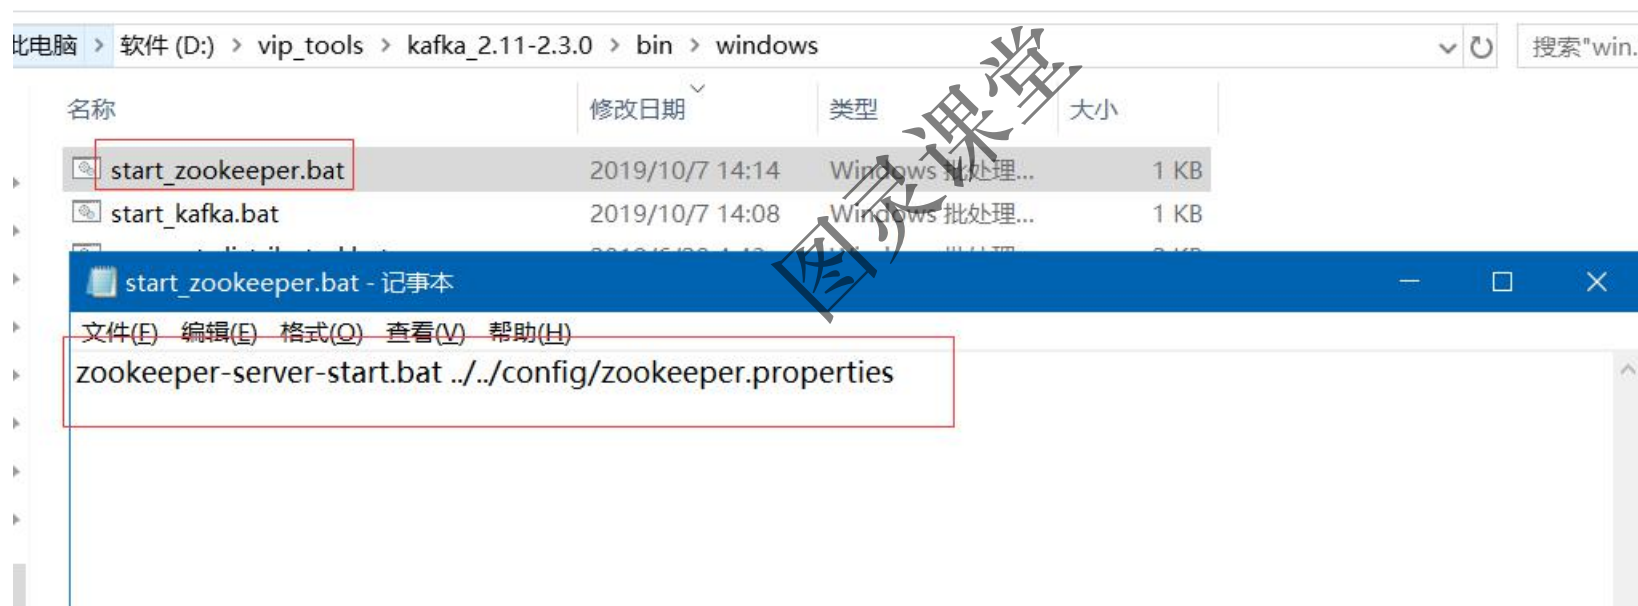 此电脑 > 软件 (D:) > vip_tools > kafka_2.11-2.3.0 > bin > windows
搜索"win.
名称 修改日期 类型 大小
start_zookeeper.bat 2019/10/7 14:14 Windows 批处理... 1 KB
start_kafka.bat 2019/10/7 14:08 Windows 批处理... 1 KB
图灵课堂
start_zookeeper.bat - 记事本
文件(F) 编辑(E) 格式(O) 查看(V) 帮助(H)
zookeeper-server-start.bat ../../config/zookeeper.properties